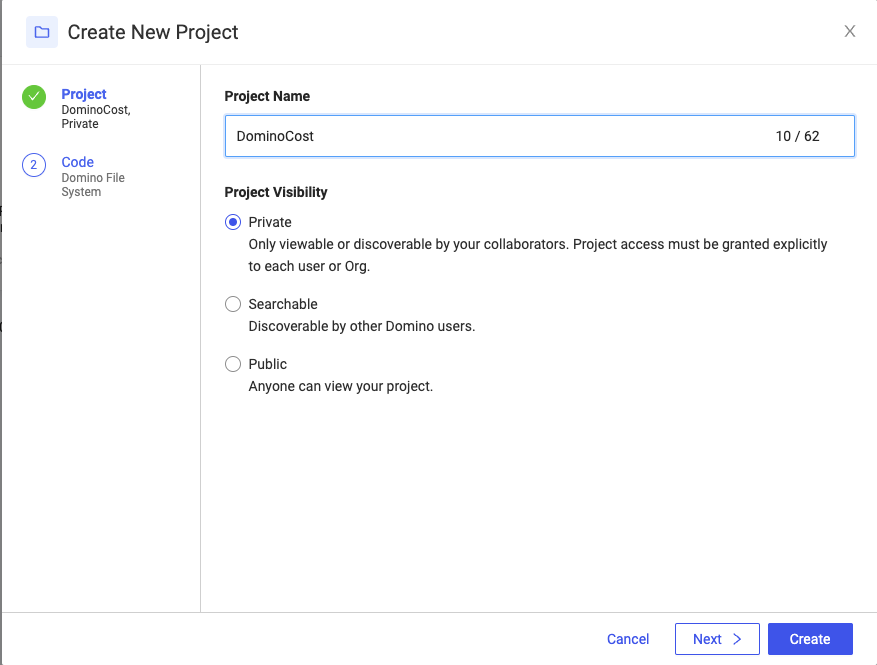 Create New Project
X
Project
DominoCost,
Private
2
Code
Domino File
System
Project Name
DominoCost 10 / 62
Project Visibility
Private
Only viewable or discoverable by your collaborators. Project access must be granted explicitly
to each user or Org.
Searchable
Discoverable by other Domino users.
Public
Anyone can view your project.
Cancel
Next >
Create